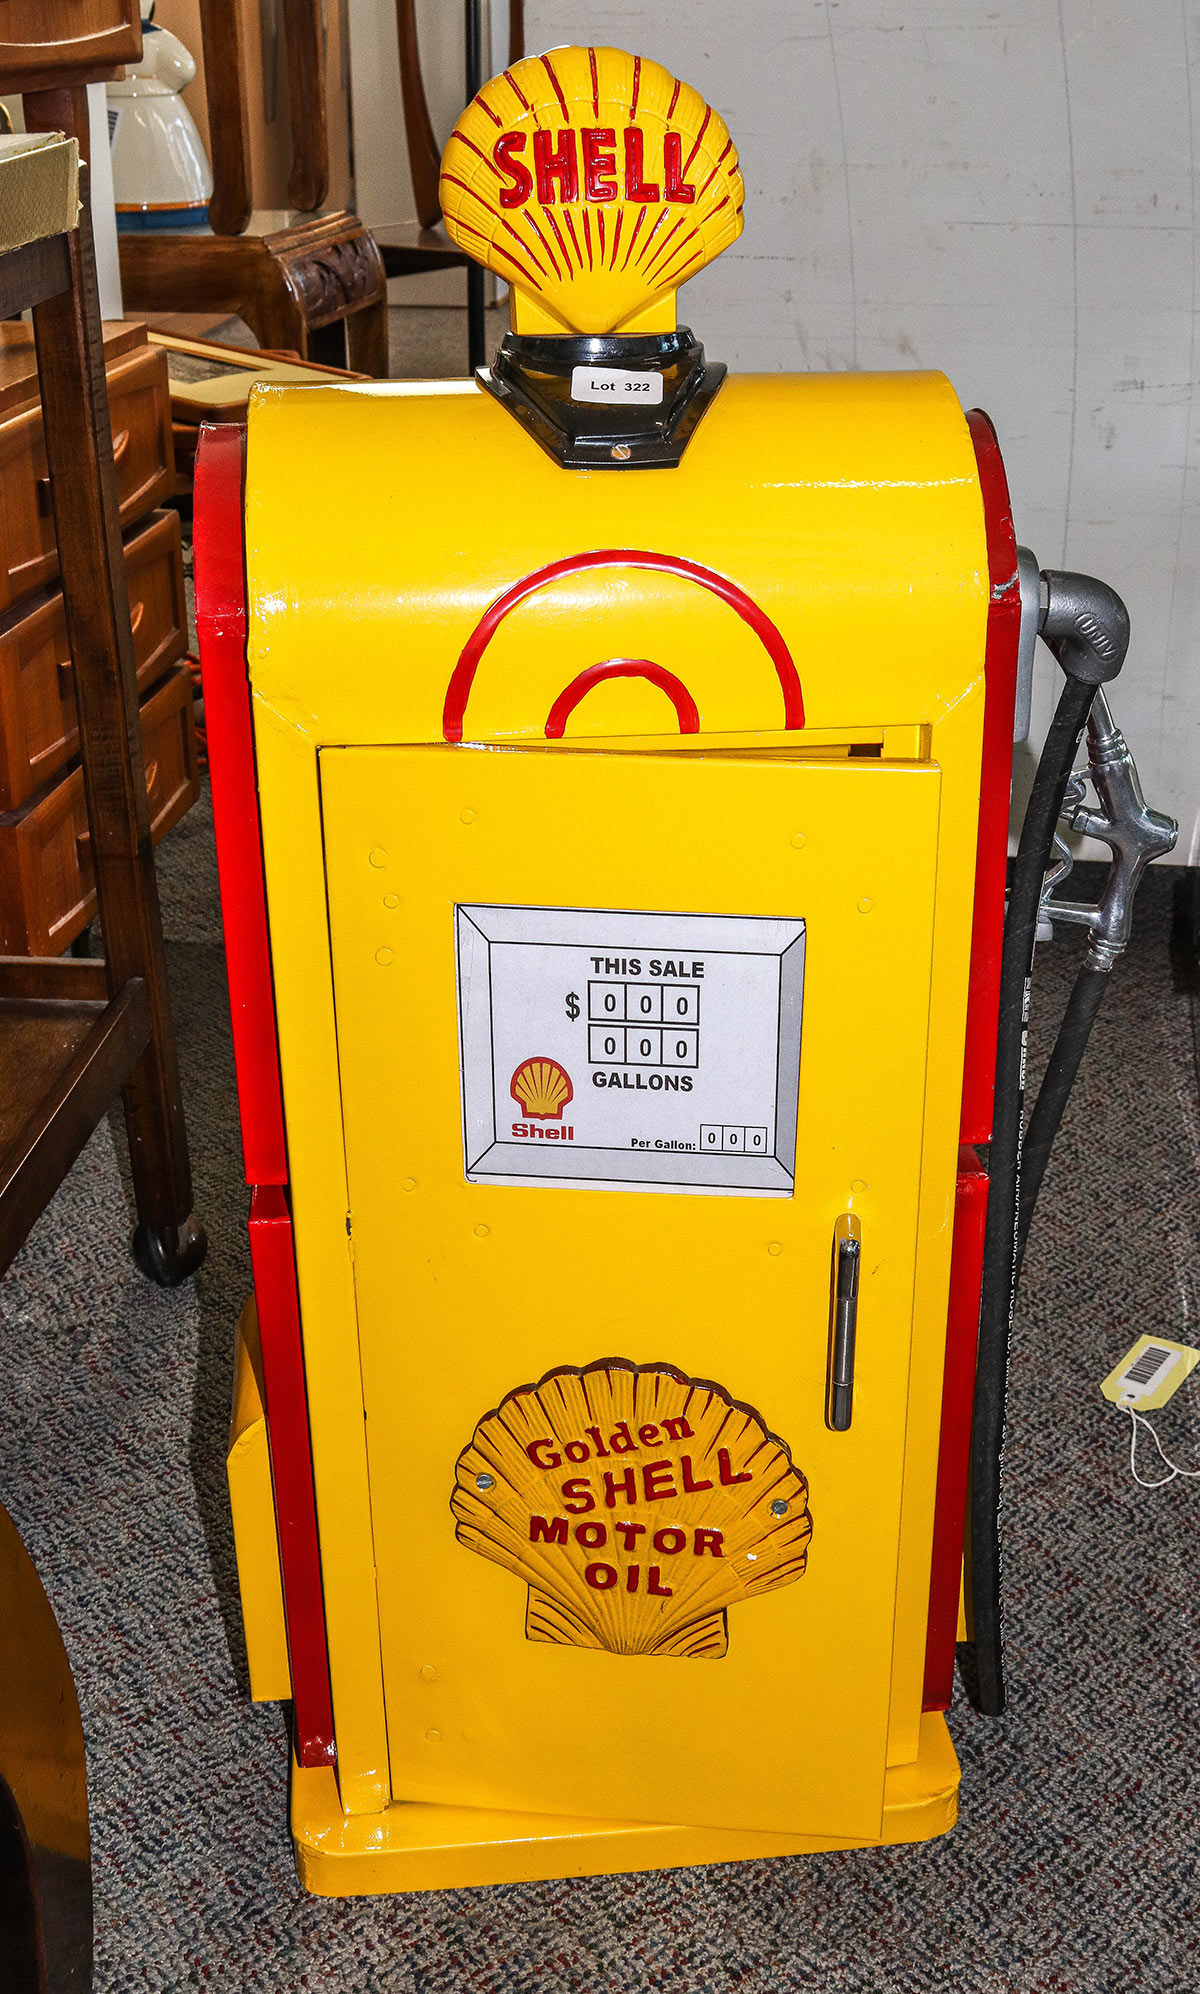 SHELL
Lot 322
THIS SALE
$ 0 0 0
0 0 0
GALLONS
Shell
Per Gallon: 0 0 0
Golden
SHELL
MOTOR
OIL